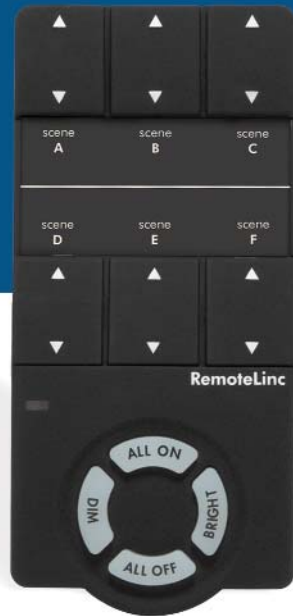 scene scene scene
A B C
scene scene scene
D E F
RemoteLinc
ALL ON
DIM
BRIGHT
ALL OFF